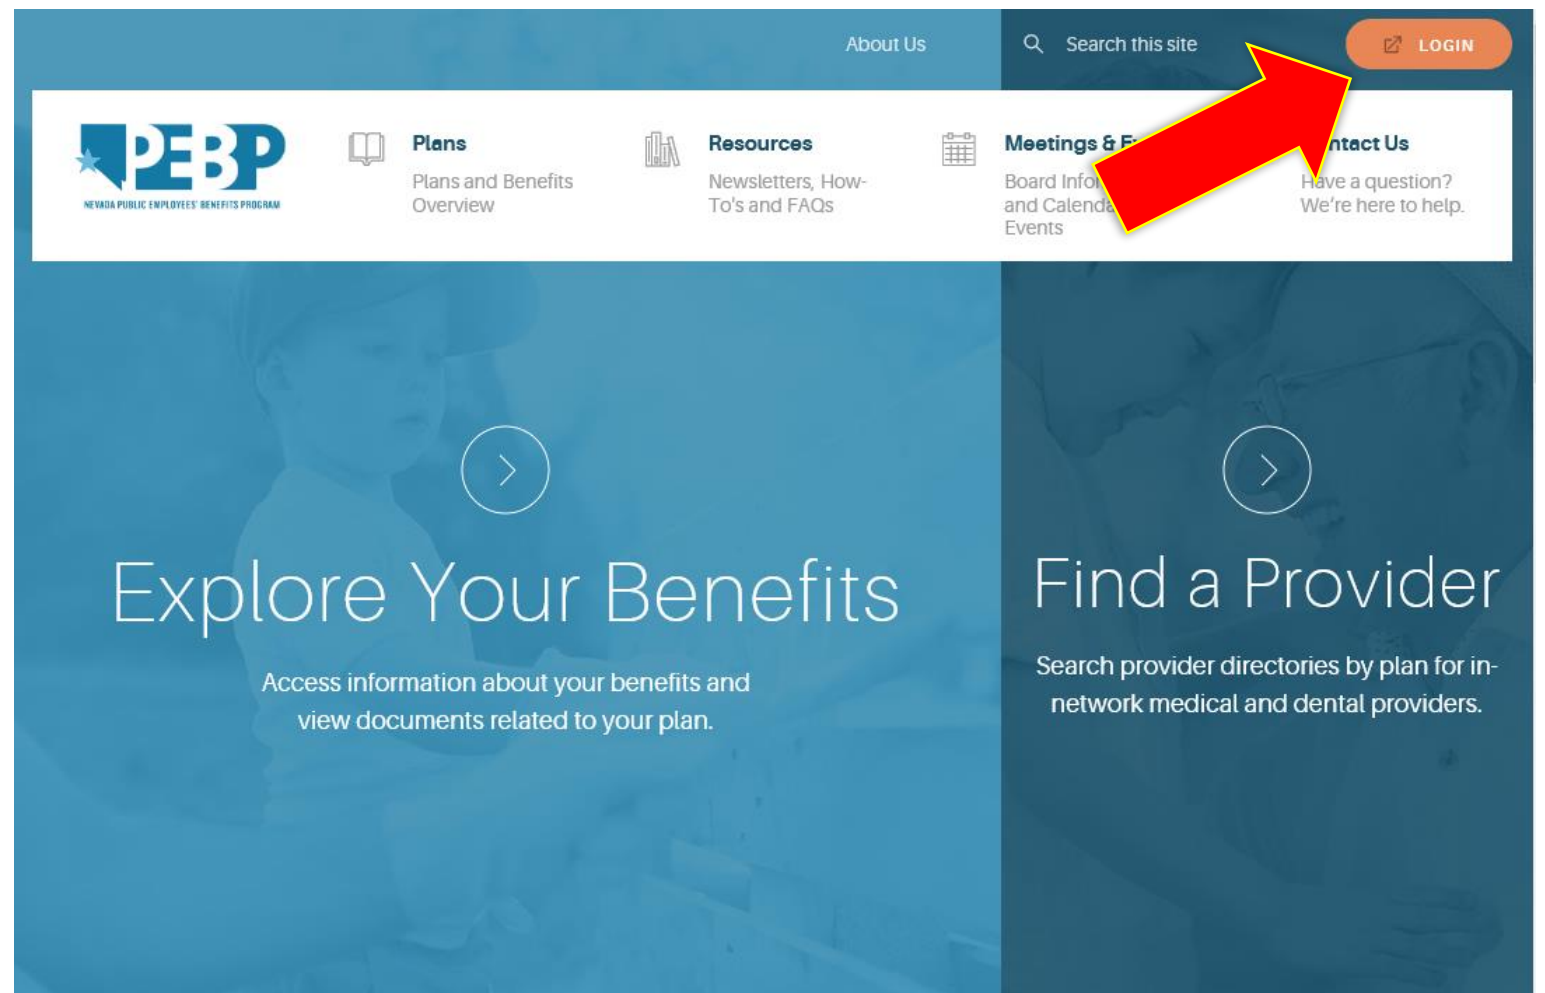 About Us
Search this site
LOGIN
PEBP
NEVADA PUBLIC EMPLOYEES' BENEFITS PROGRAM
Plans
Plans and Benefits
Overview
Resources
Newsletters, How-
To's and FAQs
Meetings &
Board
and
Events
Us
Have a question?
We're here to help.
Explore Your Benefits
Access information about your benefits and
view documents related to your plan.
Find a Provider
Search provider directories by plan for in-
network medical and dental providers.